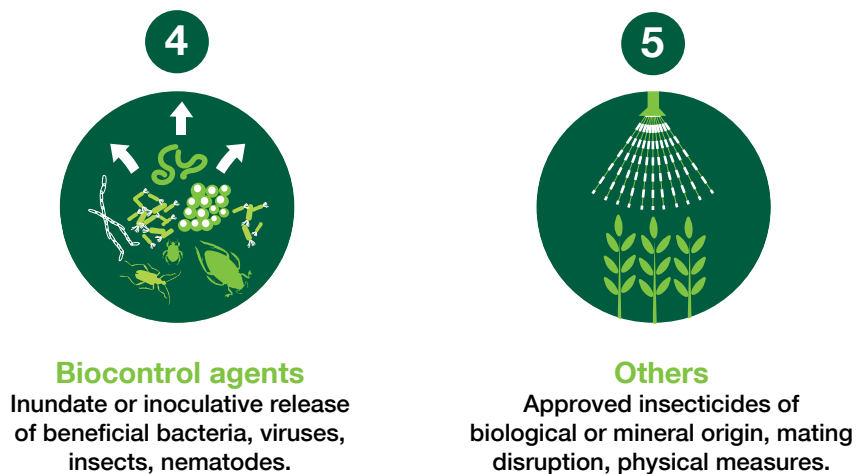 4
Biocontrol agents
Inundate or inoculative release
of beneficial bacteria, viruses,
insects, nematodes.
5
Others
Approved insecticides of
biological or mineral origin, mating
disruption, physical measures.